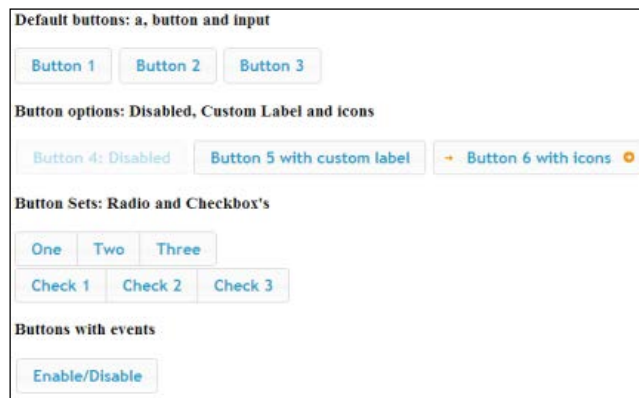 Default buttons: a, button and input
Button 1 Button 2 Button 3
Button options: Disabled, Custom Label and icons
Button 4: Disabled Button 5 with custom label Button 6 with icons
Button Sets: Radio and Checkbox's
One Two Three
Check 1 Check 2 Check 3
Buttons with events
Enable/Disable